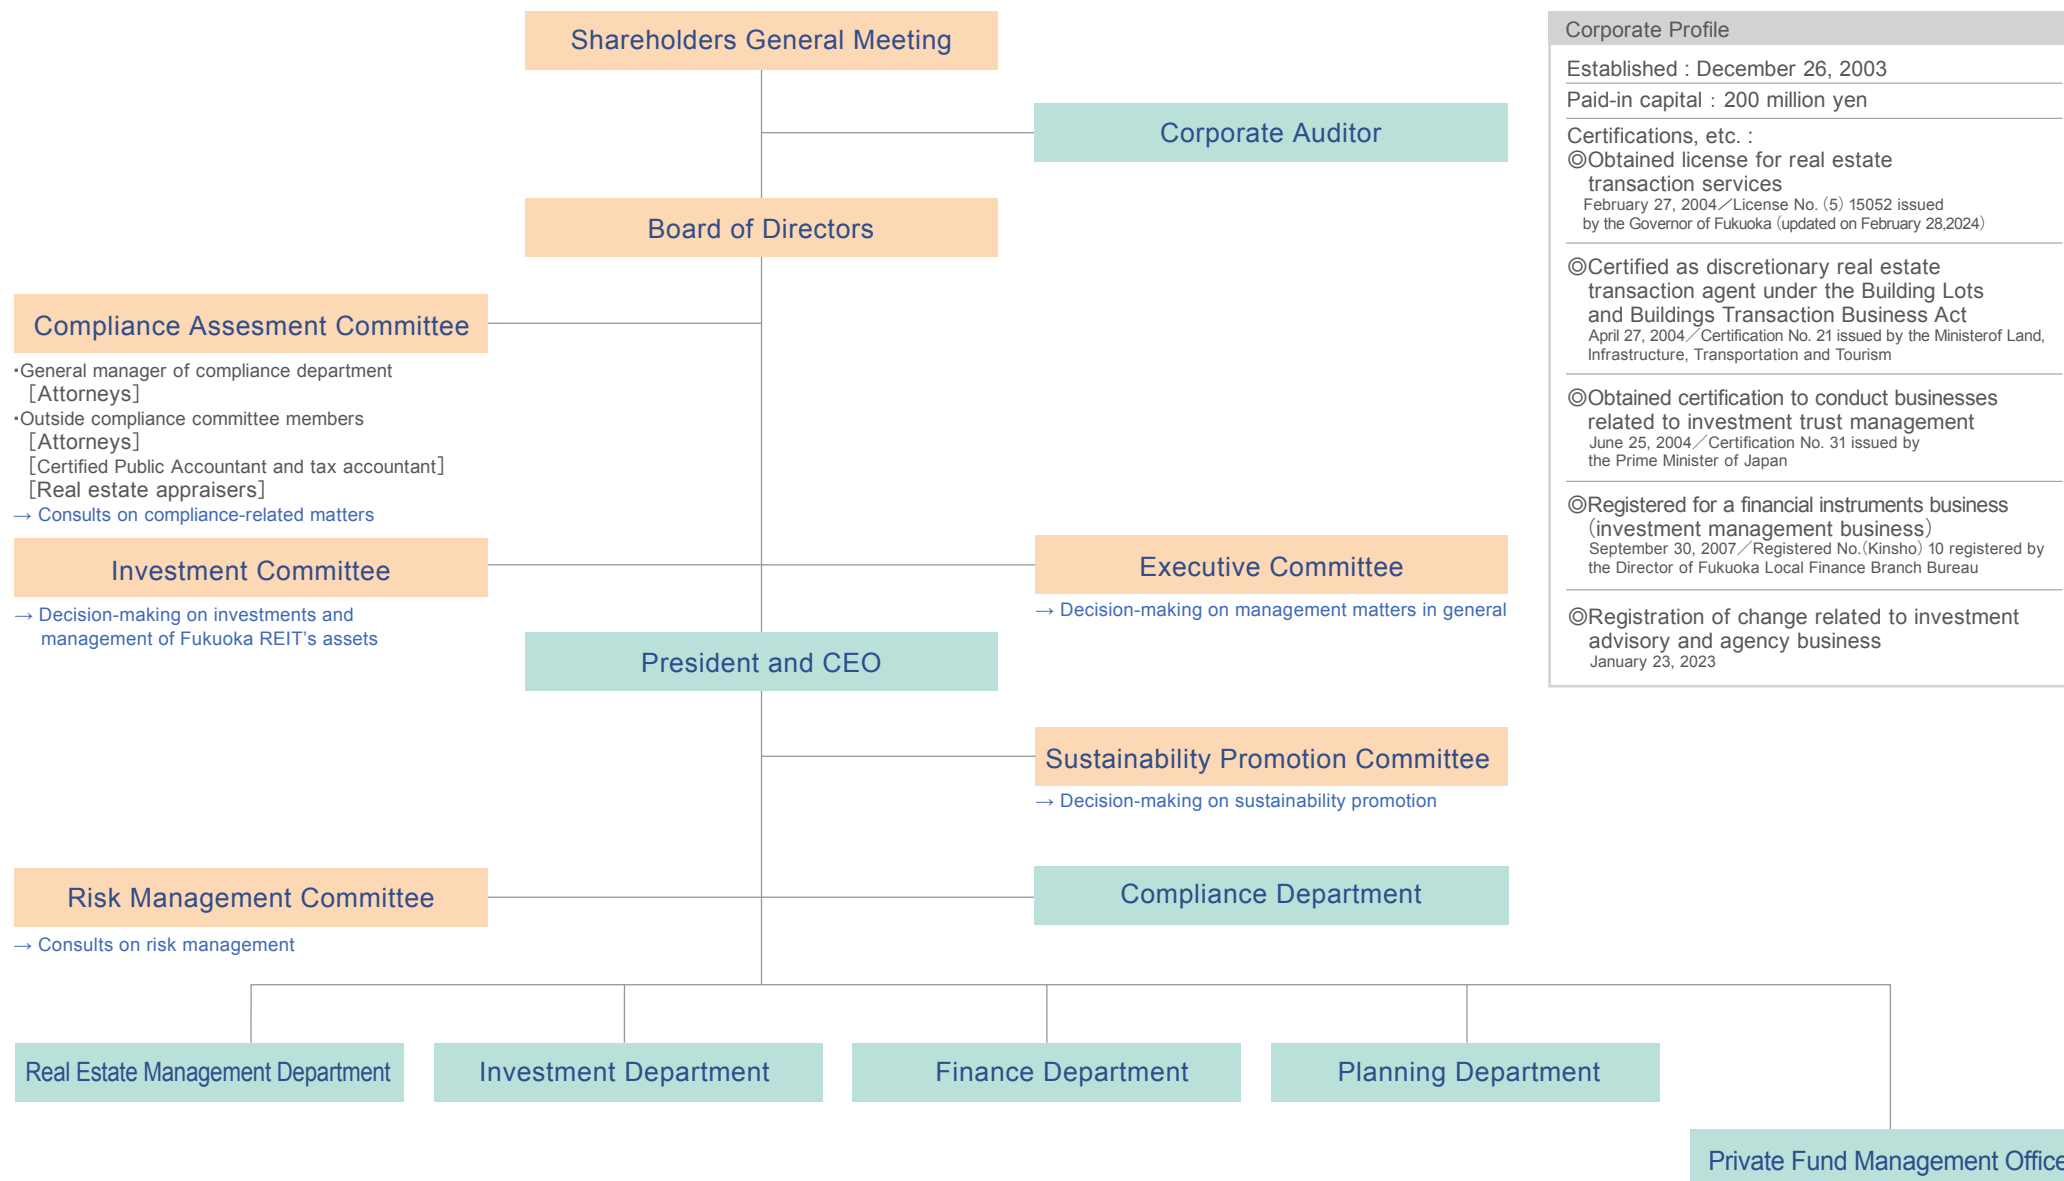 Shareholders General Meeting
Corporate Auditor
Board of Directors
Compliance Assesment Committee
・General manager of compliance department
［Attorneys］
・Outside compliance committee members
［Attorneys］
［Certified Public Accountant and tax accountant］
［Real estate appraisers］
→ Consults on compliance-related matters
Investment Committee
→ Decision-making on investments and
management of Fukuoka REIT's assets
Executive Committee
→ Decision-making on management matters in general
President and CEO
Sustainability Promotion Committee
→ Decision-making on sustainability promotion
Risk Management Committee
→ Consults on risk management
Compliance Department
Real Estate Management Department
Investment Department
Finance Department
Planning Department
Private Fund Management Office
Corporate Profile
Established : December 26, 2003
Paid-in capital : 200 million yen
Certifications, etc. :
◎Obtained license for real estate
transaction services
February 27, 2004／License No. (5) 15052 issued
by the Governor of Fukuoka (updated on February 28,2024)
◎Certified as discretionary real estate
transaction agent under the Building Lots
and Buildings Transaction Business Act
April 27, 2004／Certification No. 21 issued by the Ministerof Land,
Infrastructure, Transportation and Tourism
◎Obtained certification to conduct businesses
related to investment trust management
June 25, 2004／Certification No. 31 issued by
the Prime Minister of Japan
◎Registered for a financial instruments business
(investment management business)
September 30, 2007／Registered No.(Kinsho) 10 registered by
the Director of Fukuoka Local Finance Branch Bureau
◎Registration of change related to investment
advisory and agency business
January 23, 2023